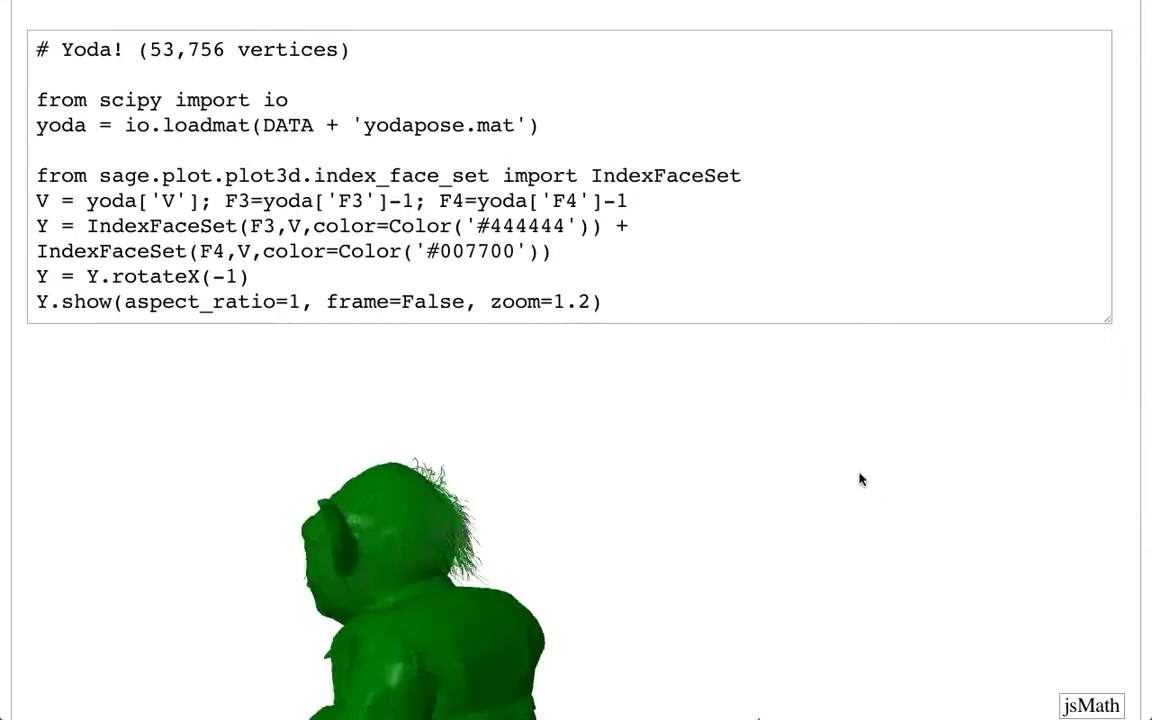 # Yoda! (53,756 vertices)
from scipy import io
yoda = io.loadmat(DATA + 'yodapose.mat')
from sage.plot.plot3d.index_face_set import IndexFaceSet
V = yoda['V']; F3=yoda['F3']-1; F4=yoda['F4']-1
Y = IndexFaceSet(F3,V,color=Color('#444444')) +
IndexFaceSet(F4,V,color=Color('#007700'))
Y = Y.rotateX(-1)
Y.show(aspect_ratio=1, frame=False, zoom=1.2)
jsMath